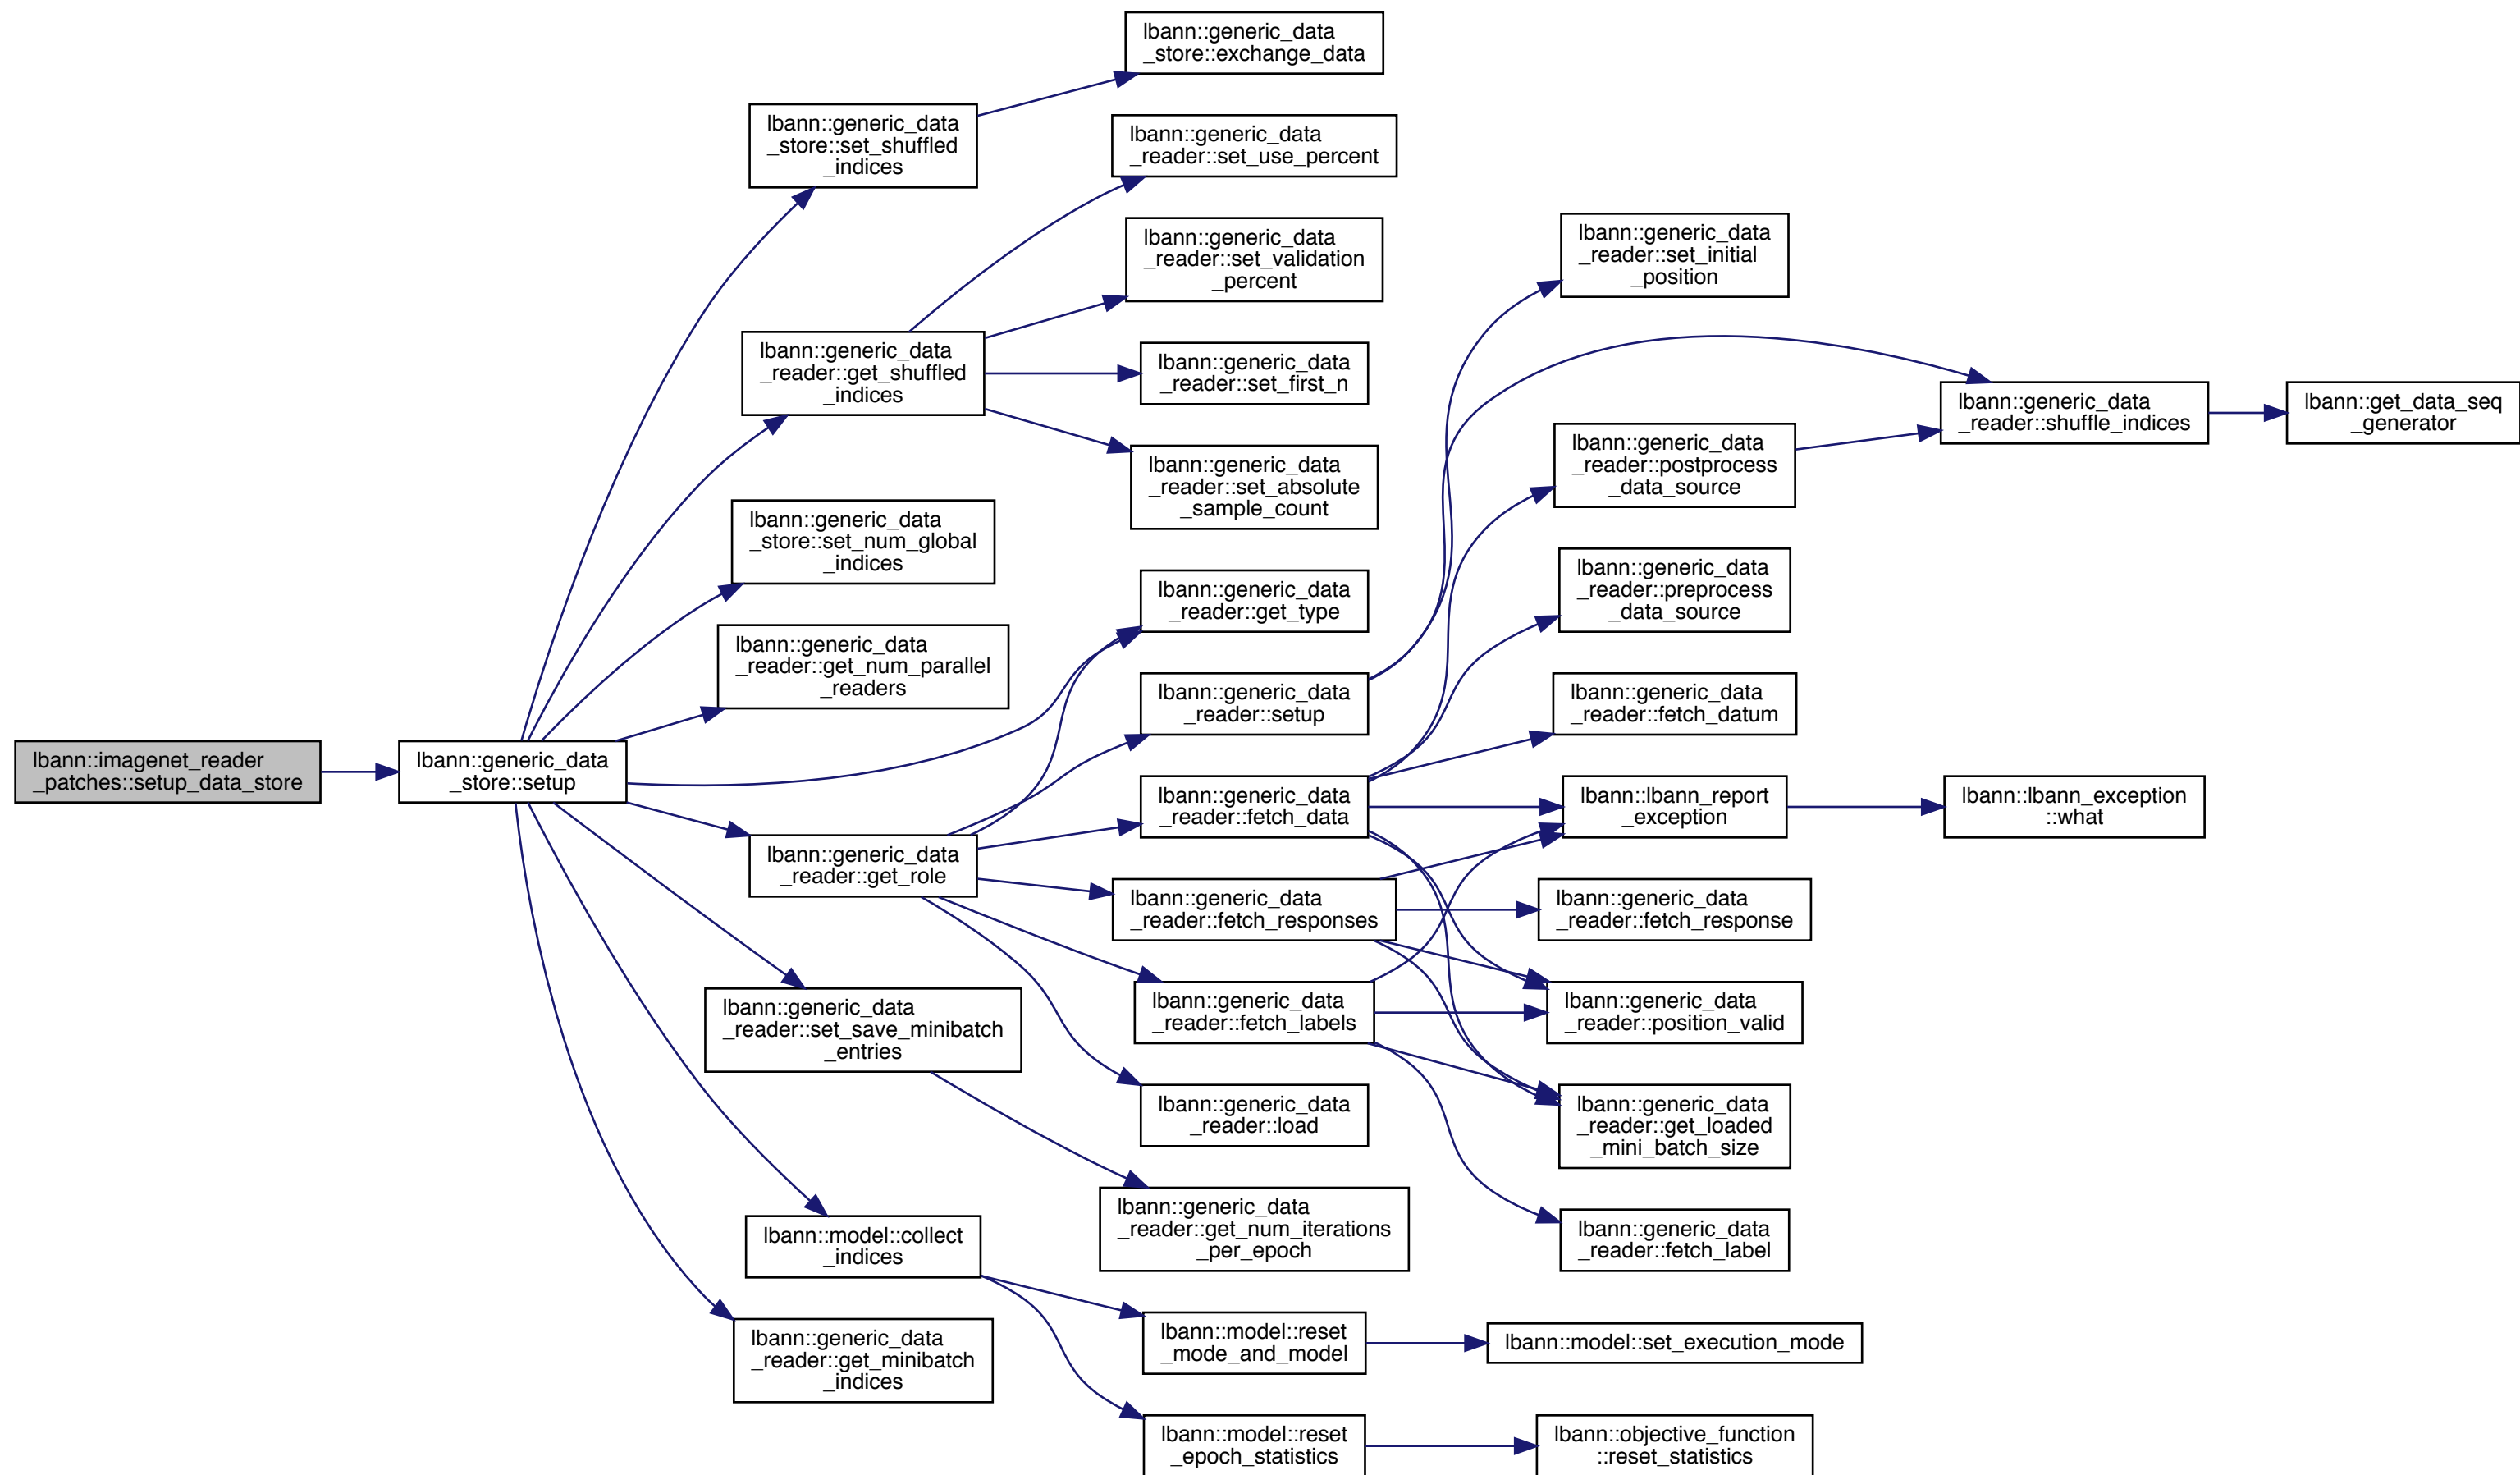 lbann::imagenet_reader
_patches::setup_data_store
lbann::generic_data
_store::setup
lbann::generic_data
_store::set_shuffled
_indices
lbann::generic_data
_reader::get_shuffled
_indices
lbann::generic_data
_store::set_num_global
_indices
lbann::generic_data
_reader::get_num_parallel
_readers
lbann::generic_data
_reader::get_role
lbann::generic_data
_reader::set_save_minibatch
_entries
lbann::model::collect
_indices
lbann::generic_data
_reader::get_minibatch
_indices
lbann::generic_data
_store::exchange_data
lbann::generic_data
_reader::set_use_percent
lbann::generic_data
_reader::set_validation
_percent
lbann::generic_data
_reader::set_first_n
lbann::generic_data
_reader::set_absolute
_sample_count
lbann::generic_data
_reader::get_type
lbann::generic_data
_reader::setup
lbann::generic_data
_reader::fetch_data
lbann::generic_data
_reader::fetch_responses
lbann::generic_data
_reader::fetch_labels
lbann::generic_data
_reader::load
lbann::generic_data
_reader::get_num_iterations
_per_epoch
lbann::model::reset
_mode_and_model
lbann::model::reset
_epoch_statistics
lbann::generic_data
_reader::set_initial
_position
lbann::generic_data
_reader::postprocess
_data_source
lbann::generic_data
_reader::preprocess
_data_source
lbann::generic_data
_reader::fetch_datum
lbann::lbann_report
_exception
lbann::generic_data
_reader::fetch_response
lbann::generic_data
_reader::position_valid
lbann::generic_data
_reader::get_loaded
_mini_batch_size
lbann::generic_data
_reader::fetch_label
lbann::model::set_execution_mode
lbann::objective_function
::reset_statistics
lbann::generic_data
_reader::shuffle_indices
lbann::lbann_exception
::what
lbann::get_data_seq
_generator